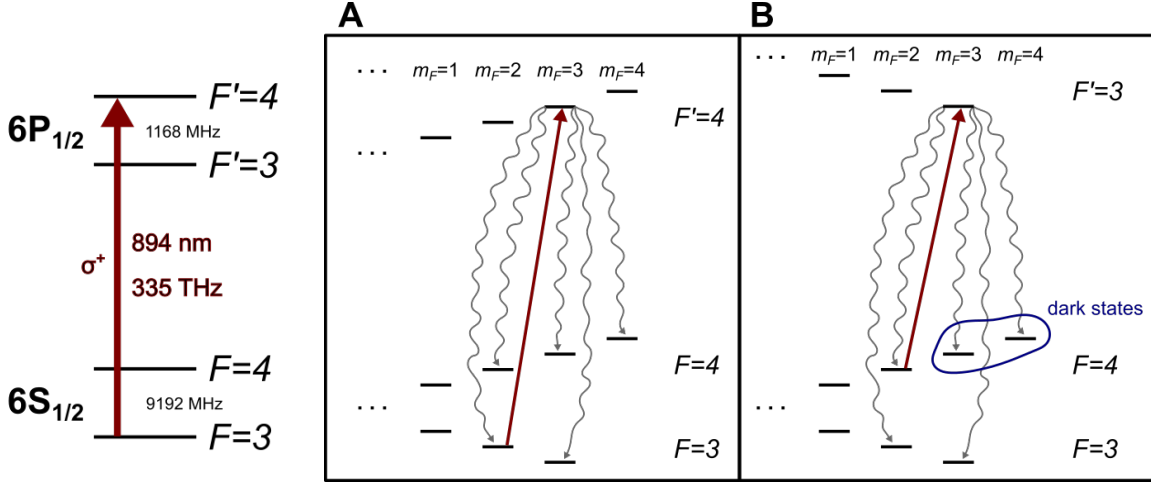 F'=4
6P1/2
1168 MHz
F'=3
894 nm
σ+
335 THz
F=4
6S1/2
9192 MHz
F=3
A
. . . mF=1 mF=2 mF=3 mF=4
F'=4
. . .
F=4
. . .
F=3
B
. . . mF=1 mF=2 mF=3 mF=4
F'=3
dark states
F=4
. . .
F=3